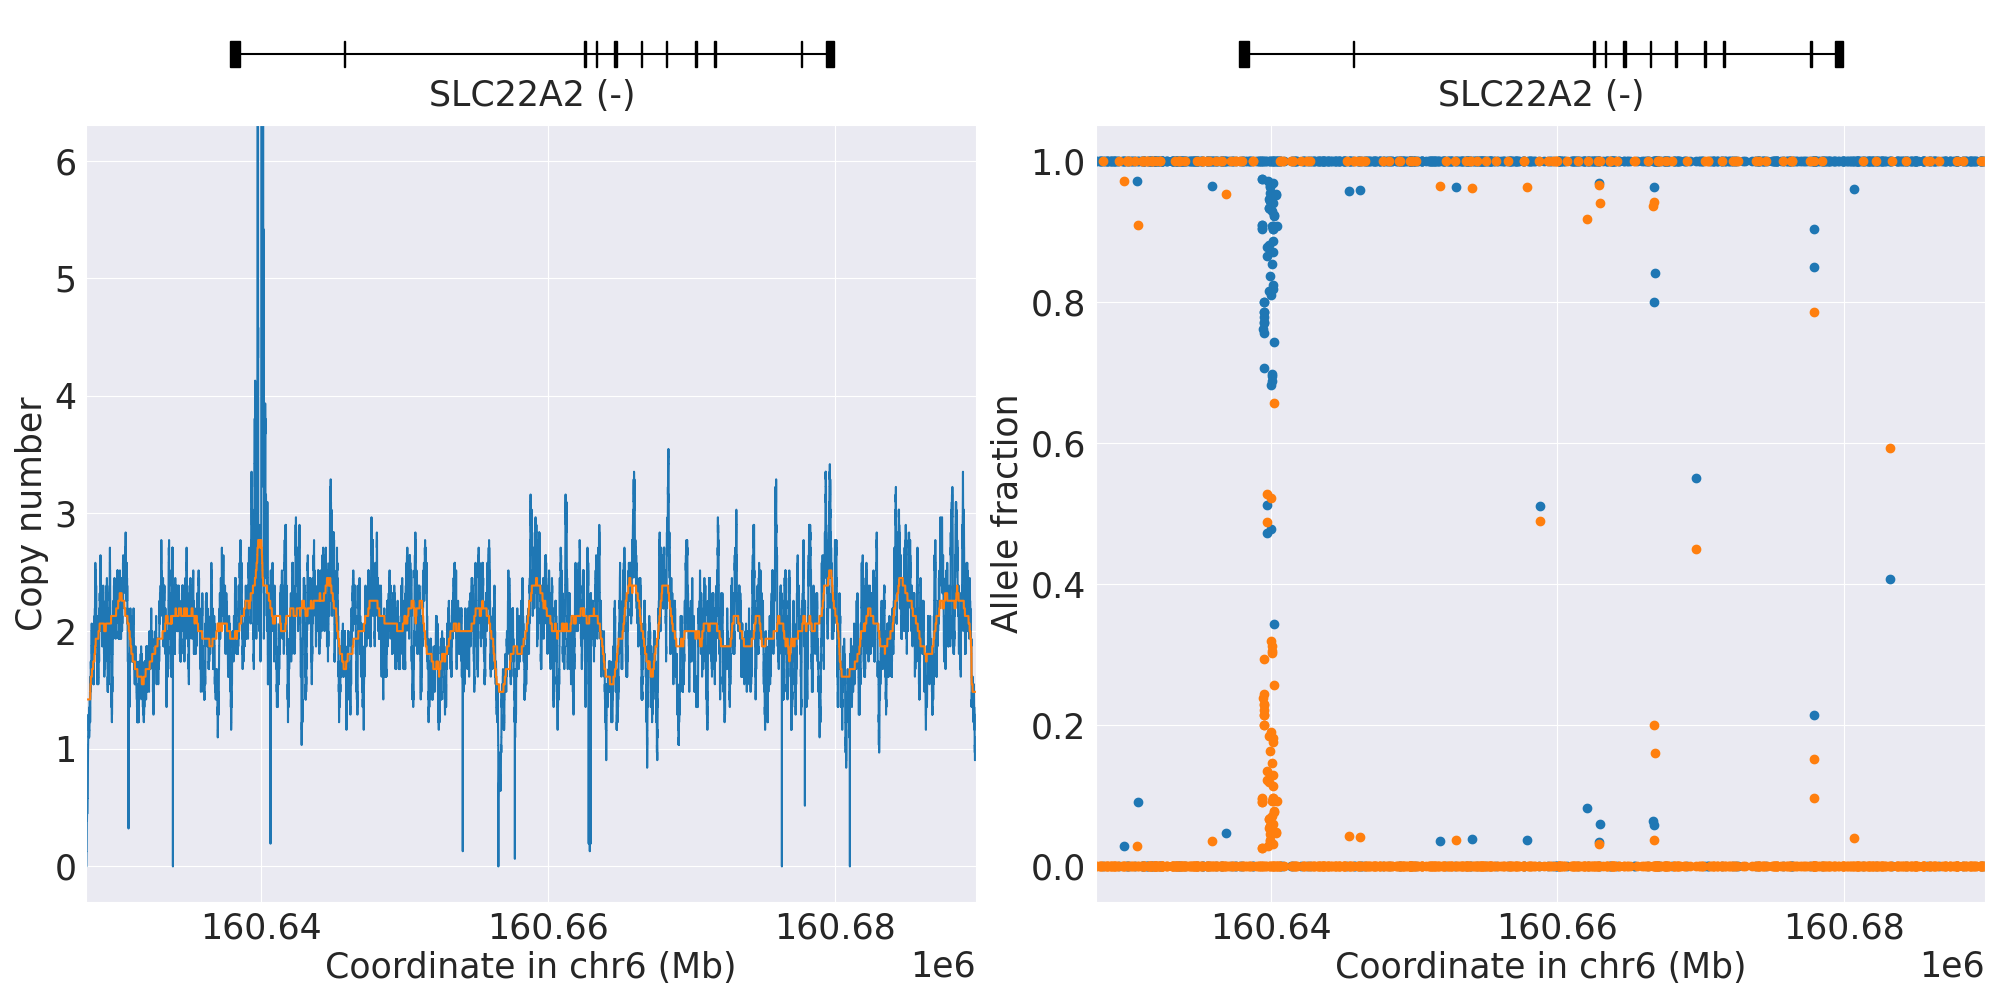 SLC22A2 (-)
6
5
4
3
2
1
0
Copy number
160.64 160.66 160.68
Coordinate in chr6 (Mb) 1e6
SLC22A2 (-)
1.0
0.8
0.6
0.4
0.2
0.0
Allele fraction
160.64 160.66 160.68
Coordinate in chr6 (Mb) 1e6